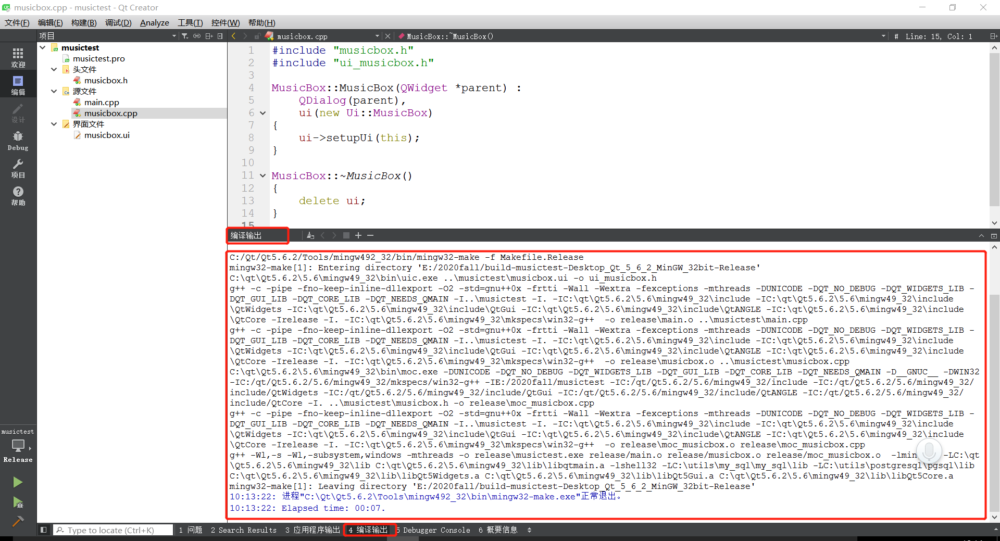 musicbox.cpp - musictest - Qt Creator
文件(F) 编辑(E) 构建(B) 调试(D) Analyze 工具(T) 控件(W) 帮助(H)
项目
musicbox.cpp
MusicBox::~MusicBox()
# Line: 15, Col: 1
欢迎
编辑
设计
Debug
项目
帮助
musictest
Release
musictest
musictest.pro
头文件
musicbox.h
源文件
main.cpp
musicbox.cpp
界面文件
musicbox.ui
1 #include "musicbox.h"
2 #include "ui_musicbox.h"
3
4 MusicBox::MusicBox(QWidget *parent) :
5 QDialog(parent),
6 ui(new Ui::MusicBox)
7 {
8 ui->setupUi(this);
9 }
10
11 MusicBox::~MusicBox()
12 {
13 delete ui;
14 }
15
编译输出
C:/Qt/Qt5.6.2/Tools/mingw492_32/bin/mingw32-make -f Makefile.Release
mingw32-make[1]: Entering directory 'E:/2020fall/build-musictest-Desktop_Qt_5_6_2_MinGW_32bit-Release'
C:\qt\Qt5.6.2\5.6\mingw49_32\bin\uic.exe ..\musictest\musicbox.ui -o ui_musicbox.h
g++ -c -pipe -fno-keep-inline-dllexport -O2 -std=gnu++0x -frtti -Wall -Wextra -fexceptions -mthreads -DUNICODE -DQT_NO_DEBUG -DQT_WIDGETS_LIB -
DQT_GUI_LIB -DQT_CORE_LIB -DQT_NEEDS_QMAIN -I..\musictest -I. -IC:\qt\Qt5.6.2\5.6\mingw49_32\include -IC:\qt\Qt5.6.2\5.6\mingw49_32\include
\QtWidgets -IC:\qt\Qt5.6.2\5.6\mingw49_32\include\QtGui -IC:\qt\Qt5.6.2\5.6\mingw49_32\include\QtANGLE -IC:\qt\Qt5.6.2\5.6\mingw49_32\include
\QtCore -Irelease -I. -IC:\qt\Qt5.6.2\5.6\mingw49_32\mkspecs\win32-g++  -o release\main.o ..\musictest\main.cpp
g++ -c -pipe -fno-keep-inline-dllexport -O2 -std=gnu++0x -frtti -Wall -Wextra -fexceptions -mthreads -DUNICODE -DQT_NO_DEBUG -DQT_WIDGETS_LIB -
DQT_GUI_LIB -DQT_CORE_LIB -DQT_NEEDS_QMAIN -I..\musictest -I. -IC:\qt\Qt5.6.2\5.6\mingw49_32\include -IC:\qt\Qt5.6.2\5.6\mingw49_32\include
\QtWidgets -IC:\qt\Qt5.6.2\5.6\mingw49_32\include\QtGui -IC:\qt\Qt5.6.2\5.6\mingw49_32\include\QtANGLE -IC:\qt\Qt5.6.2\5.6\mingw49_32\include
\QtCore -Irelease -I. -IC:\qt\Qt5.6.2\5.6\mingw49_32\mkspecs\win32-g++  -o release\musicbox.o ..\musictest\musicbox.cpp
C:\qt\Qt5.6.2\5.6\mingw49_32\bin\moc.exe -DUNICODE -DQT_NO_DEBUG -DQT_WIDGETS_LIB -DQT_GUI_LIB -DQT_CORE_LIB -DQT_NEEDS_QMAIN -D__GNUC__ -DWIN32
-IC:/qt/Qt5.6.2/5.6/mingw49_32/mkspecs/win32-g++ -IE:/2020fall/musictest -IC:/qt/Qt5.6.2/5.6/mingw49_32/include -IC:/qt/Qt5.6.2/5.6/mingw49_32/
include/QtWidgets -IC:/qt/Qt5.6.2/5.6/mingw49_32/include/QtGui -IC:/qt/Qt5.6.2/5.6/mingw49_32/include/QtANGLE -IC:/qt/Qt5.6.2/5.6/mingw49_32/
include/QtCore -I. ..\musictest\musicbox.h -o release\moc_musicbox.cpp
g++ -c -pipe -fno-keep-inline-dllexport -O2 -std=gnu++0x -frtti -Wall -Wextra -fexceptions -mthreads -DUNICODE -DQT_NO_DEBUG -DQT_WIDGETS_LIB -
DQT_GUI_LIB -DQT_CORE_LIB -DQT_NEEDS_QMAIN -I..\musictest -I. -IC:\qt\Qt5.6.2\5.6\mingw49_32\include -IC:\qt\Qt5.6.2\5.6\mingw49_32\include
\QtWidgets -IC:\qt\Qt5.6.2\5.6\mingw49_32\include\QtGui -IC:\qt\Qt5.6.2\5.6\mingw49_32\include\QtANGLE -IC:\qt\Qt5.6.2\5.6\mingw49_32\include
\QtCore -Irelease -I. -IC:\qt\Qt5.6.2\5.6\mingw49_32\mkspecs\win32-g++  -o release\moc_musicbox.o release\moc_musicbox.cpp
g++ -Wl,-s -Wl,-subsystem,windows -mthreads -o release\musictest.exe release/main.o release/musicbox.o release/moc_musicbox.o  -lmin -LC:\qt
\Qt5.6.2\5.6\mingw49_32\lib C:\qt\Qt5.6.2\5.6\mingw49_32\lib\libqtmain.a -lshell32 -LC:\utils\my_sql\my_sql\lib -LC:\utils\postgresql\pgsql\lib
C:\qt\Qt5.6.2\5.6\mingw49_32\lib\libQt5Widgets.a C:\qt\Qt5.6.2\5.6\mingw49_32\lib\libQt5Gui.a C:\qt\Qt5.6.2\5.6\mingw49_32\lib\libQt5Core.a
mingw32-make[1]: Leaving directory 'E:/2020fall/build-musictest-Desktop_Qt_5_6_2_MinGW_32bit-Release'
10:13:22: 进程"C:\Qt\Qt5.6.2\Tools\mingw492_32\bin\mingw32-make.exe"正常退出。
10:13:22: Elapsed time: 00:07.
Type to locate (Ctrl+K) 1 问题 2 Search Results 3 应用程序输出 4 编译输出 5 Debugger Console 6 概要信息